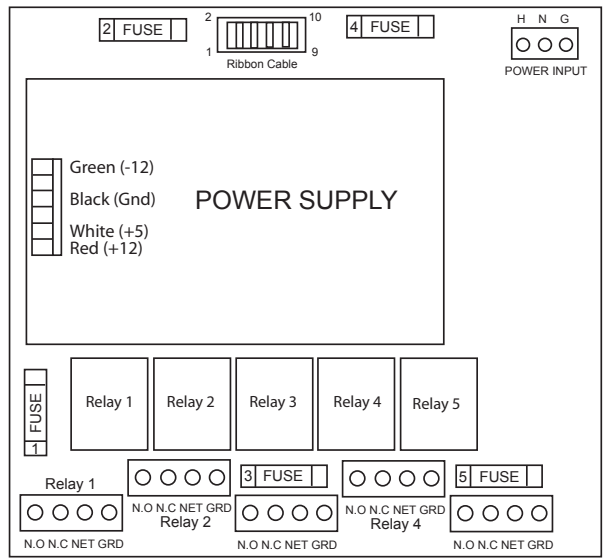 2 FUSE
2 10
1 9
Ribbon Cable
4 FUSE
H N G
POWER INPUT
Green (-12)
Black (Gnd)
White (+5)
Red (+12)
POWER SUPPLY
FUSE 1
Relay 1
Relay 2
Relay 3
Relay 4
Relay 5
Relay 1
N.O N.C NET GRD
N.O N.C NET GRD
Relay 2
3 FUSE
N.O N.C NET GRD
N.O N.C NET GRD
Relay 4
5 FUSE
N.O N.C NET GRD